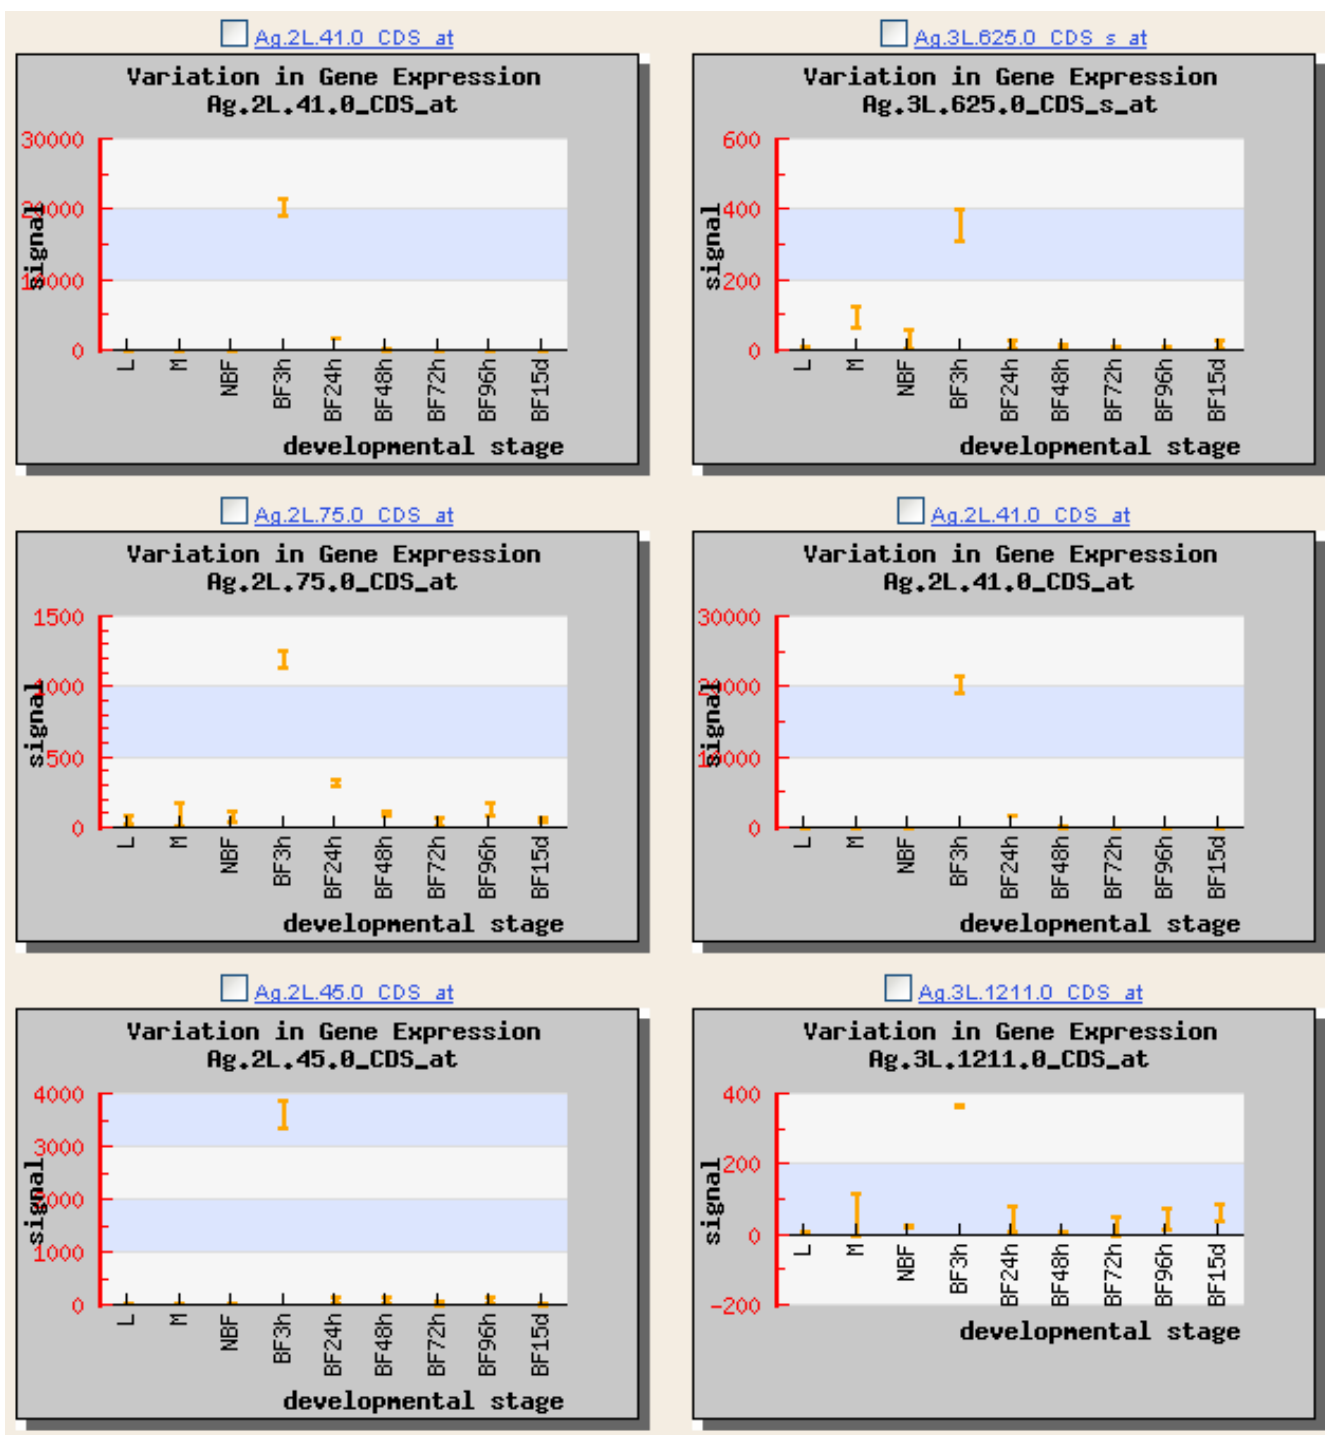 Ag.2L.41.0_CDS_at
Variation in Gene Expression
Ag.2L.41.0_CDS_at
30000
20000
10000
0
signal
L
M
NBF
BF3h
BF24h
BF48h
BF72h
BF96h
BF15d
developmental stage
Ag.3L.625.0_CDS_s_at
Variation in Gene Expression
Ag.3L.625.0_CDS_s_at
600
400
200
0
signal
L
M
NBF
BF3h
BF24h
BF48h
BF72h
BF96h
BF15d
developmental stage
Ag.2L.75.0_CDS_at
Variation in Gene Expression
Ag.2L.75.0_CDS_at
1500
1000
500
0
signal
L
M
NBF
BF3h
BF24h
BF48h
BF72h
BF96h
BF15d
developmental stage
Ag.2L.41.0_CDS_at
Variation in Gene Expression
Ag.2L.41.0_CDS_at
30000
20000
10000
0
signal
L
M
NBF
BF3h
BF24h
BF48h
BF72h
BF96h
BF15d
developmental stage
Ag.2L.45.0_CDS_at
Variation in Gene Expression
Ag.2L.45.0_CDS_at
4000
3000
2000
1000
0
signal
L
M
NBF
BF3h
BF24h
BF48h
BF72h
BF96h
BF15d
developmental stage
Ag.3L.1211.0_CDS_at
Variation in Gene Expression
Ag.3L.1211.0_CDS_at
400
200
0
-200
signal
L
M
NBF
BF3h
BF24h
BF48h
BF72h
BF96h
BF15d
developmental stage